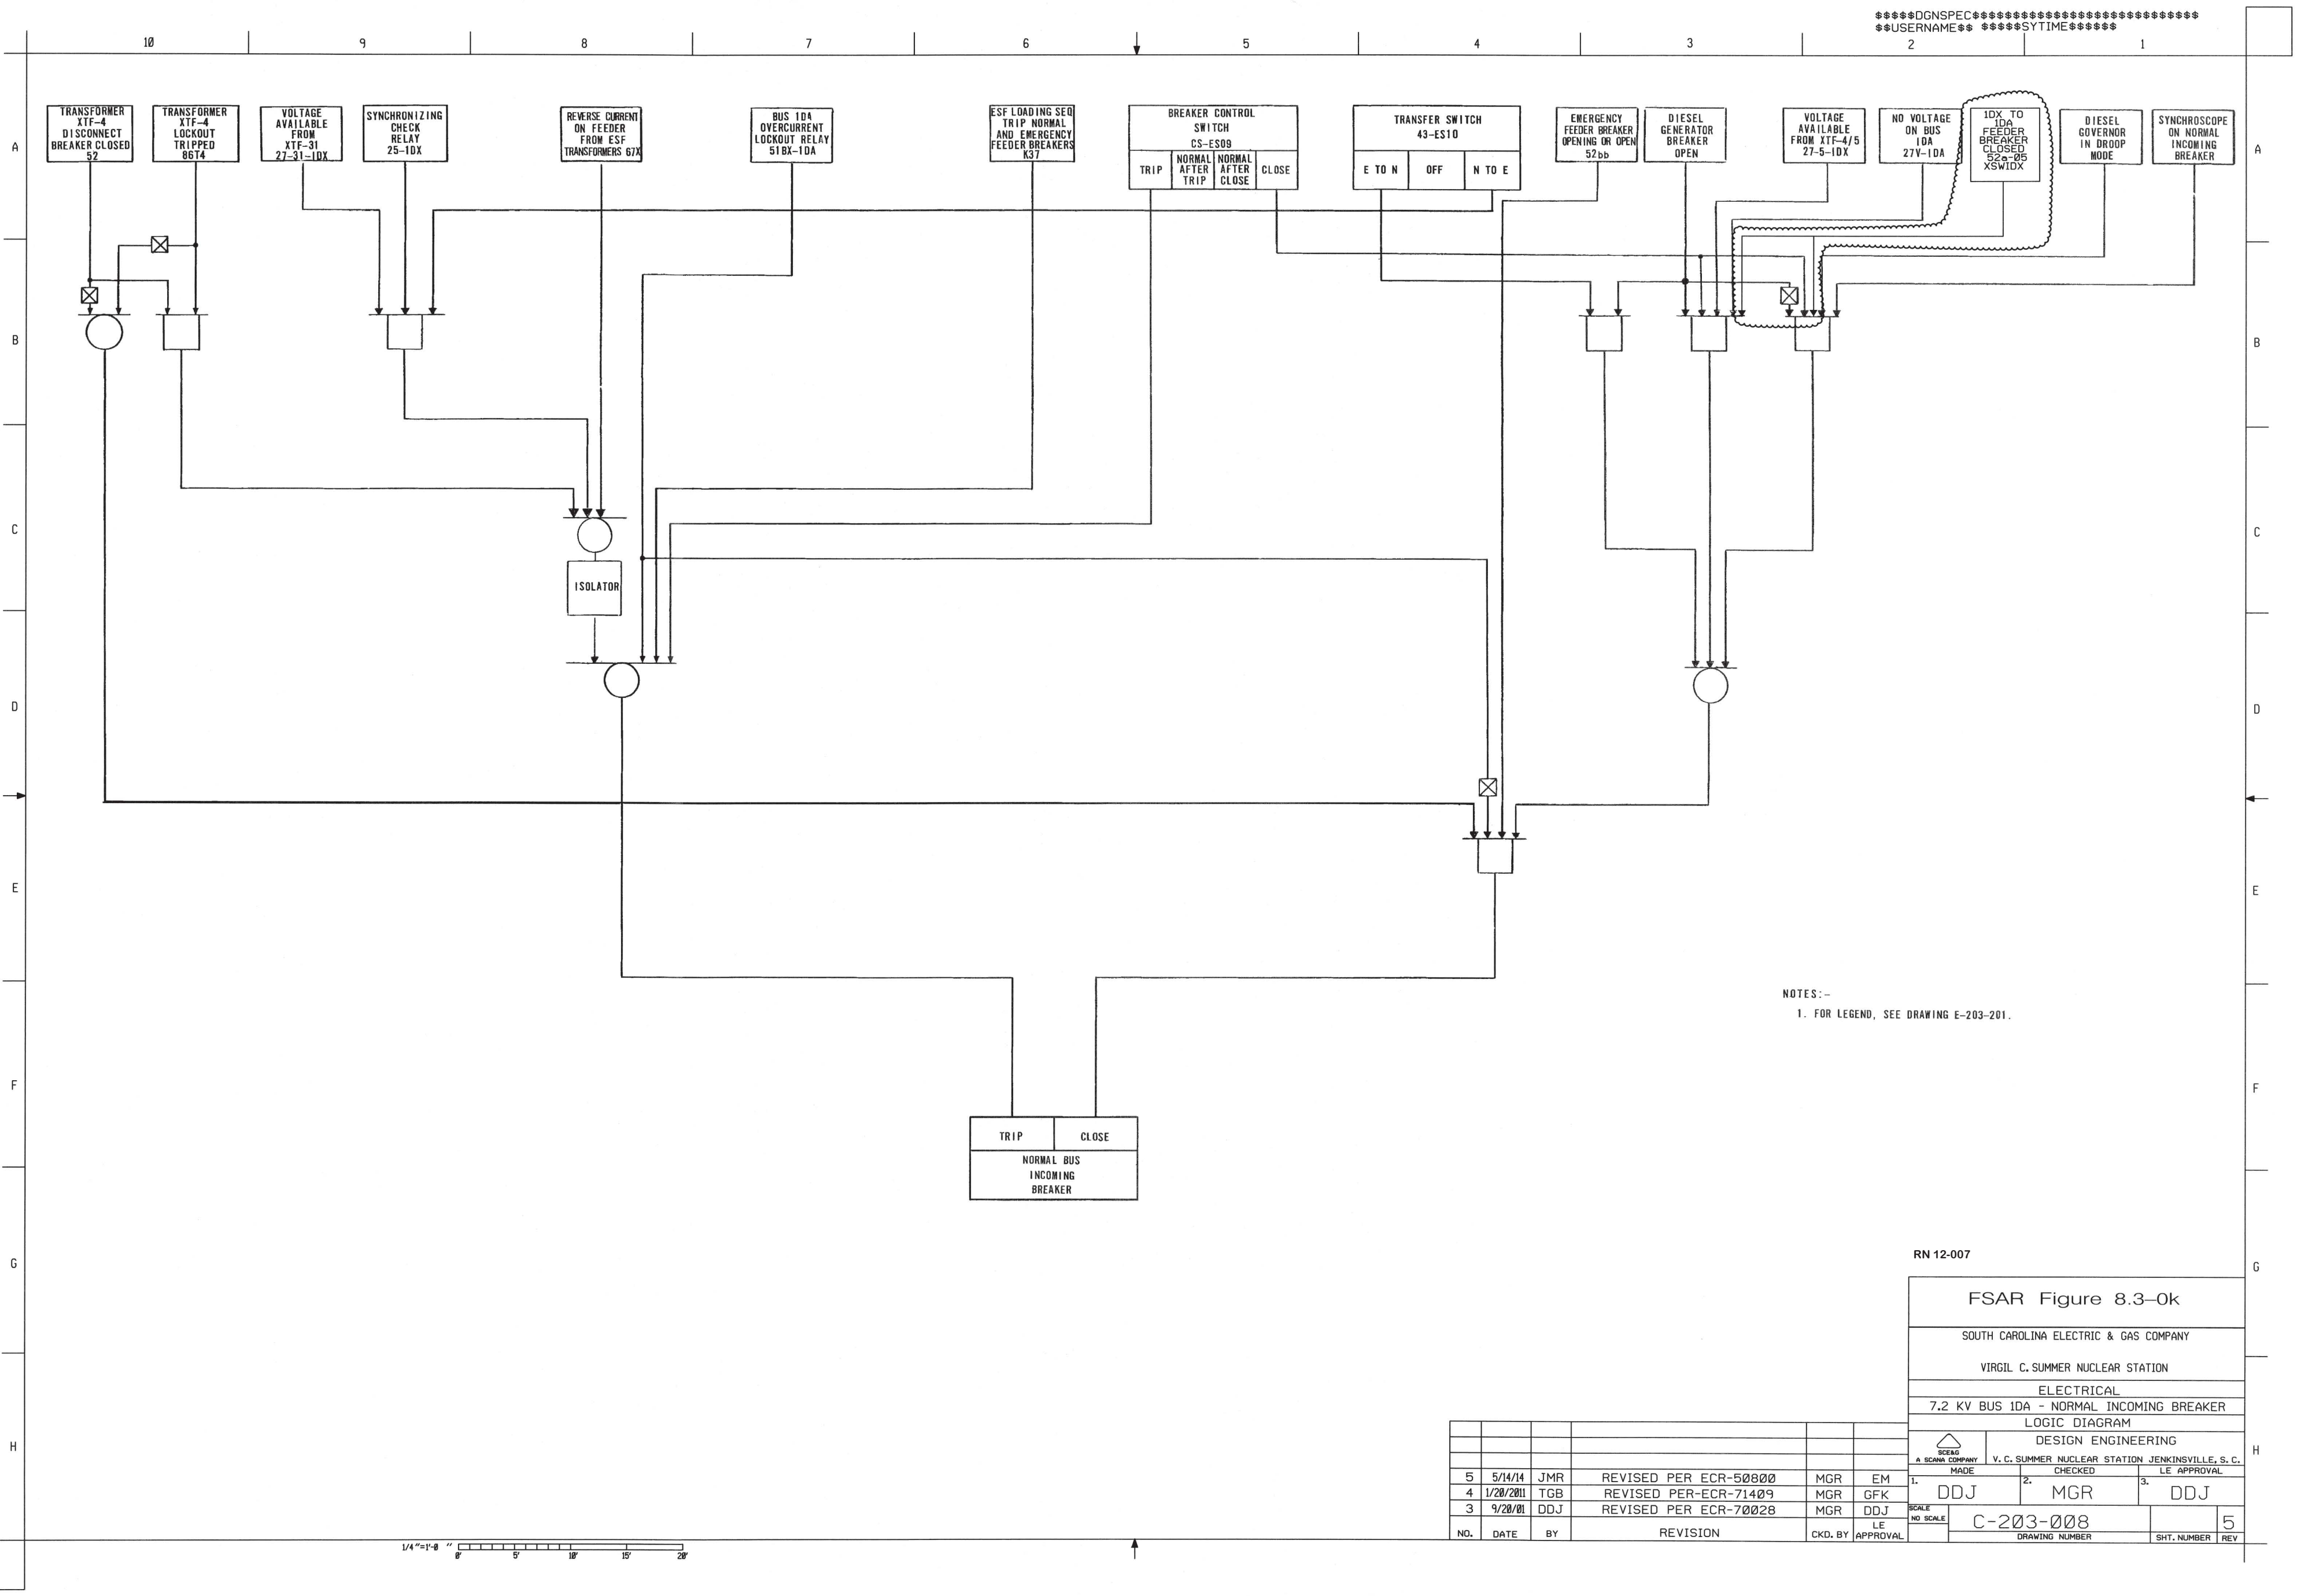 $$$$$DGNSPEC$$$$$$$$$$$$$$$$$$$$$$$$$$$$
$$USERNAME$$ $$$$$SYTIME$$$$$$
10 9 8 7 6 5 4 3 2 1
A
B
C
D
E
F
G
H
A
B
C
D
E
F
G
H
TRANSFORMER
XTF-4
DISCONNECT
BREAKER CLOSED
52
TRANSFORMER
XTF-4
LOCKOUT
TRIPPED
86T4
VOLTAGE
AVAILABLE
FROM
XTF-31
27-31-1DX
SYNCHRONIZING
CHECK
RELAY
25-1DX
REVERSE CURRENT
ON FEEDER
FROM ESF
TRANSFORMERS 67X
BUS 1DA
OVERCURRENT
LOCKOUT RELAY
51BX-1DA
ESF LOADING SEQ
TRIP NORMAL
AND EMERGENCY
FEEDER BREAKERS
K37
BREAKER CONTROL
SWITCH
CS-ES09
TRIP
NORMAL
AFTER
TRIP
NORMAL
AFTER
CLOSE
CLOSE
TRANSFER SWITCH
43-ES10
E TO N
OFF
N TO E
EMERGENCY
FEEDER BREAKER
OPENING OR OPEN
52bb
DIESEL
GENERATOR
BREAKER
OPEN
VOLTAGE
AVAILABLE
FROM XTF-4/5
27-5-1DX
NO VOLTAGE
ON BUS
1DA
27V-1DA
1DX TO
1DA
FEEDER
BREAKER
CLOSED
52a-05
XSW1DX
DIESEL
GOVERNOR
IN DROOP
MODE
SYNCHROSCOPE
ON NORMAL
INCOMING
BREAKER
ISOLATOR
TRIP
CLOSE
NORMAL BUS
INCOMING
BREAKER
NOTES:-
1. FOR LEGEND, SEE DRAWING E-203-201.
RN 12-007
FSAR Figure 8.3-0k
SOUTH CAROLINA ELECTRIC & GAS COMPANY
VIRGIL C. SUMMER NUCLEAR STATION
ELECTRICAL
7.2 KV BUS 1DA - NORMAL INCOMING BREAKER
LOGIC DIAGRAM
SCE&G
A SCANA COMPANY
DESIGN ENGINEERING
V. C. SUMMER NUCLEAR STATION JENKINSVILLE, S. C.
MADE CHECKED LE APPROVAL
1. DDJ 2. MGR 3. DDJ
SCALE
NO SCALE
C-203-008 5
DRAWING NUMBER SHT. NUMBER REV
5 5/14/14 JMR REVISED PER ECR-50800 MGR EM
4 1/20/2011 TGB REVISED PER-ECR-71409 MGR GFK
3 9/20/01 DDJ REVISED PER ECR-70028 MGR DDJ
NO. DATE BY REVISION CKD. BY LE APPROVAL
1/4"=1'-0 "
0' 5' 10' 15' 20'